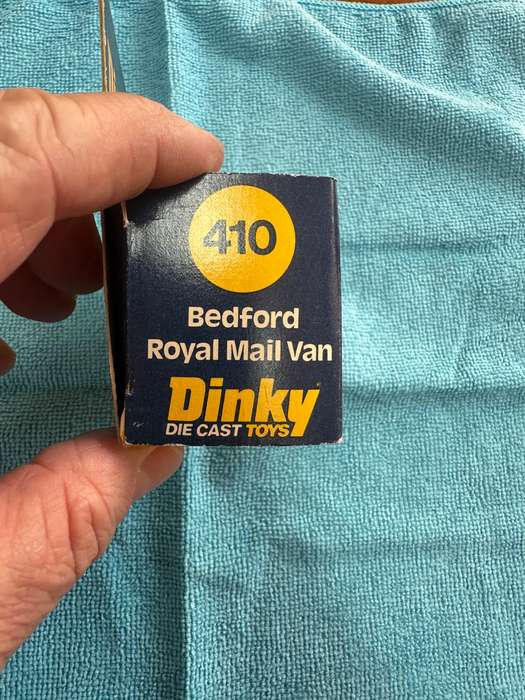 410
Bedford
Royal Mail Van
Dinky
DIE CAST TOYS